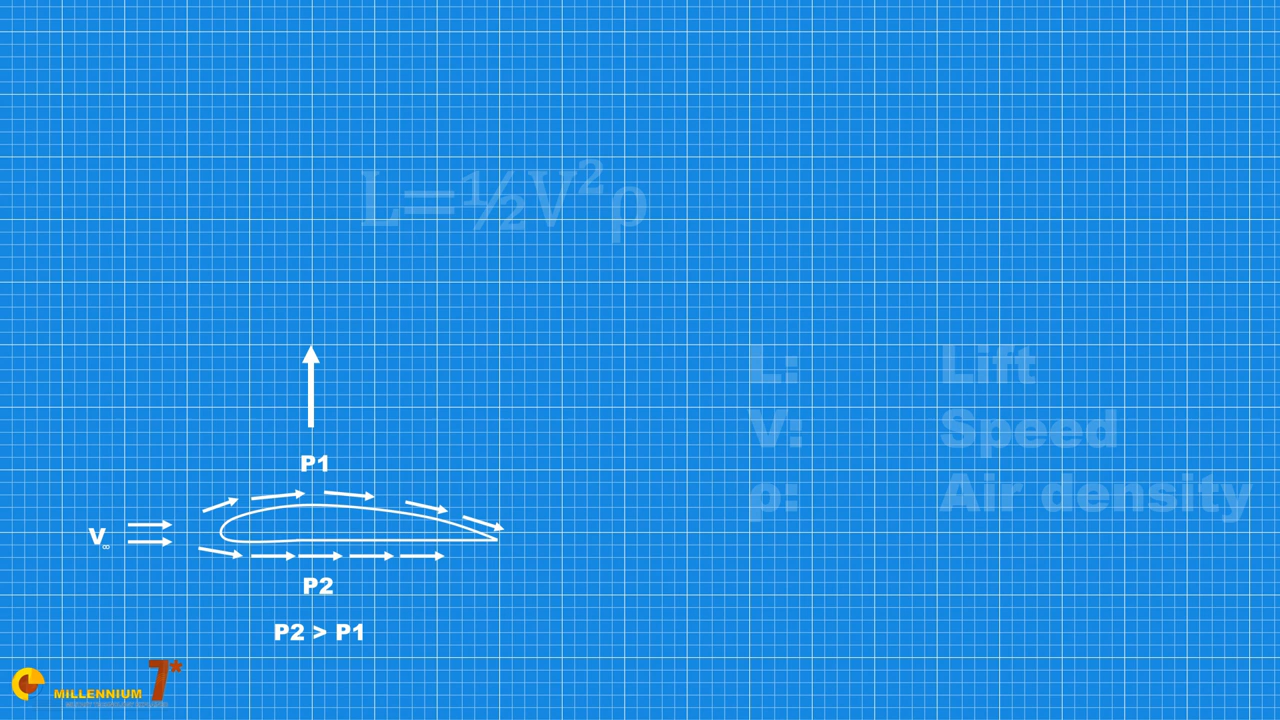 L=½V²ρ
L: Lift
V: Speed
ρ: Air density
P1
V∞
P2
P2 > P1
MILLENNIUM 7*